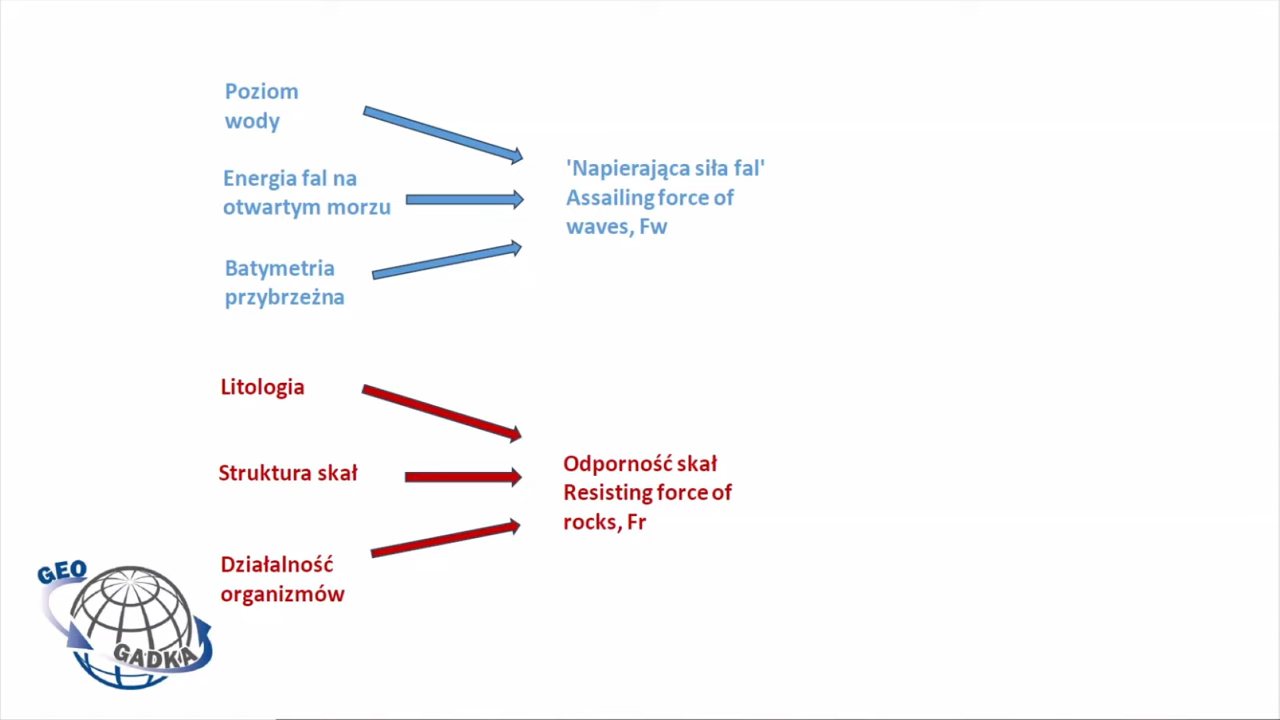 Poziom
wody
Energia fal na
otwartym morzu
Batymetria
przybrzeżna
'Napierająca siła fal'
Assailing force of
waves, Fw
Litologia
Struktura skał
Działalność
organizmów
Odporność skał
Resisting force of
rocks, Fr
GEO
GADKA